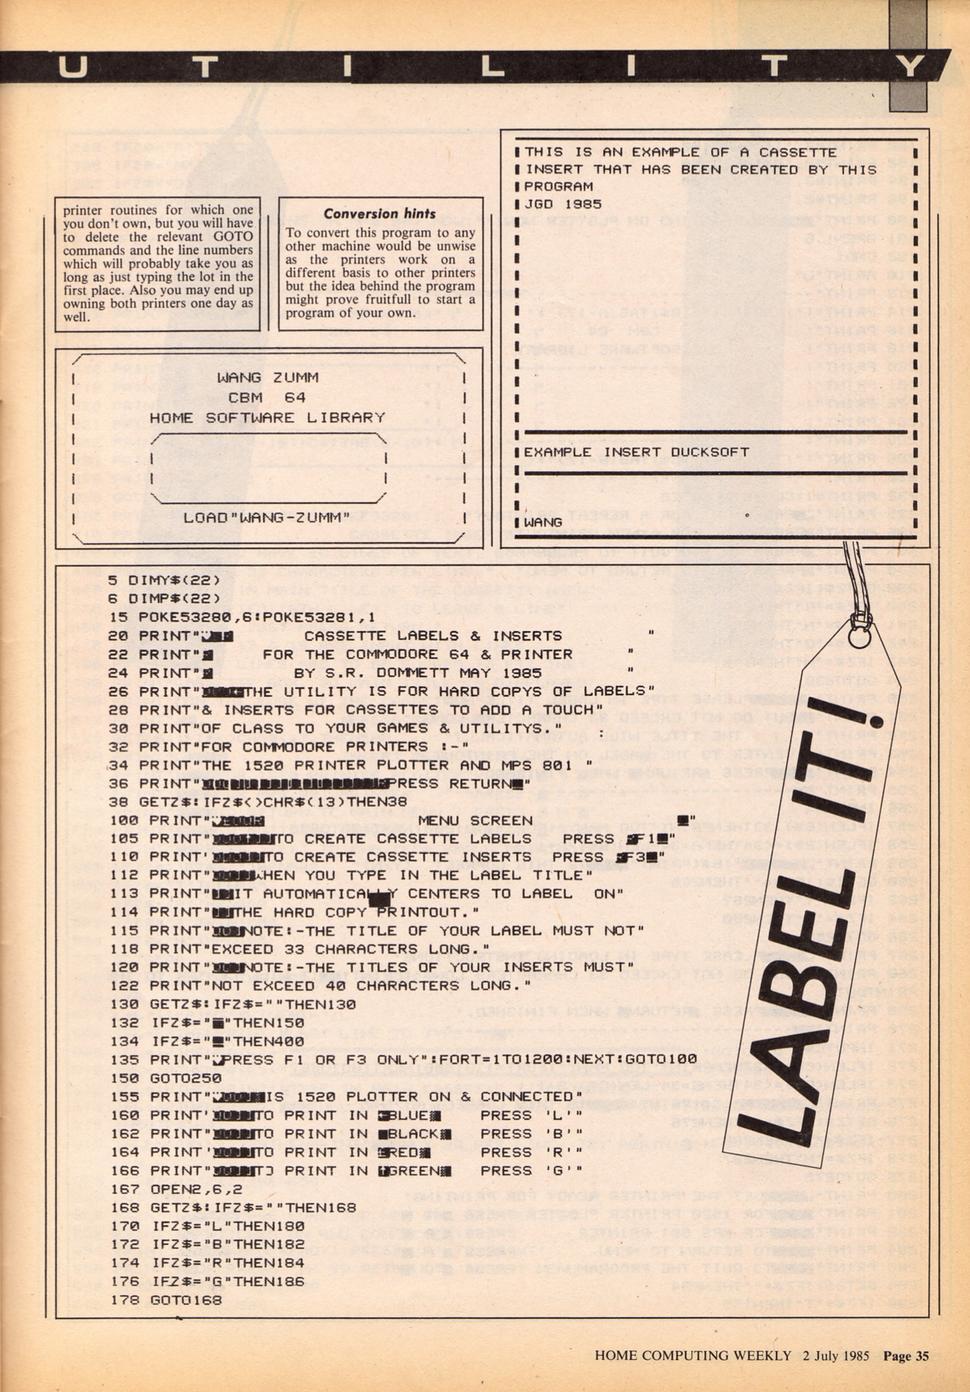 UTILITY
printer routines for which one
you don't own, but you will have
to delete the relevant GOTO
commands and the line numbers
which will probably take you as
long as just typing the lot in the
first place. Also you may end up
owning both printers one day as
well.
Conversion hints
To convert this program to any
other machine would be unwise
as the printers work on a
different basis to other printers
but the idea behind the program
might prove fruitfull to start a
program of your own.
THIS IS AN EXAMPLE OF A CASSETTE
INSERT THAT HAS BEEN CREATED BY THIS
PROGRAM
JGD 1985
EXAMPLE INSERT DUCKSOFT
WANG
WANG ZUMM
CBM 64
HOME SOFTWARE LIBRARY
LOAD"WANG-ZUMM"
5 DIMY$(22)
6 DIMP$(22)
15 POKE53280,6:POKE53281,1
20 PRINT" CASSETTE LABELS & INSERTS "
22 PRINT" FOR THE COMMODORE 64 & PRINTER "
24 PRINT" BY S.R. DOMMETT MAY 1985 "
26 PRINT"THE UTILITY IS FOR HARD COPYS OF LABELS"
28 PRINT"& INSERTS FOR CASSETTES TO ADD A TOUCH"
30 PRINT"OF CLASS TO YOUR GAMES & UTILITYS."
32 PRINT"FOR COMMODORE PRINTERS :-"
34 PRINT"THE 1520 PRINTER PLOTTER AND MPS 801 "
36 PRINT"PRESS RETURN"
38 GETZ$:IFZ$<>CHR$(13)THEN38
100 PRINT" MENU SCREEN "
105 PRINT"TO CREATE CASSETTE LABELS PRESS F1"
110 PRINT'TO CREATE CASSETTE INSERTS PRESS F3"
112 PRINT"WHEN YOU TYPE IN THE LABEL TITLE"
113 PRINT"IT AUTOMATICALLY CENTERS TO LABEL ON"
114 PRINT"THE HARD COPY PRINTOUT."
115 PRINT"NOTE:-THE TITLE OF YOUR LABEL MUST NOT"
118 PRINT"EXCEED 33 CHARACTERS LONG."
120 PRINT"NOTE:-THE TITLES OF YOUR INSERTS MUST"
122 PRINT"NOT EXCEED 40 CHARACTERS LONG."
130 GETZ$:IFZ$=""THEN130
132 IFZ$="■"THEN150
134 IFZ$="■"THEN400
135 PRINT"PRESS F1 OR F3 ONLY":FORT=1TO1200:NEXT:GOTO100
150 GOTO250
155 PRINT"IS 1520 PLOTTER ON & CONNECTED"
160 PRINT'TO PRINT IN BLUE PRESS 'L'"
162 PRINT"TO PRINT IN BLACK PRESS 'B'"
164 PRINT'TO PRINT IN RED PRESS 'R'"
166 PRINT"TO PRINT IN GREEN PRESS 'G'"
167 OPEN2,6,2
168 GETZ$:IFZ$=""THEN168
170 IFZ$="L"THEN180
172 IFZ$="B"THEN182
174 IFZ$="R"THEN184
176 IFZ$="G"THEN186
178 GOTO168
LABEL IT!
HOME COMPUTING WEEKLY 2 July 1985 Page 35